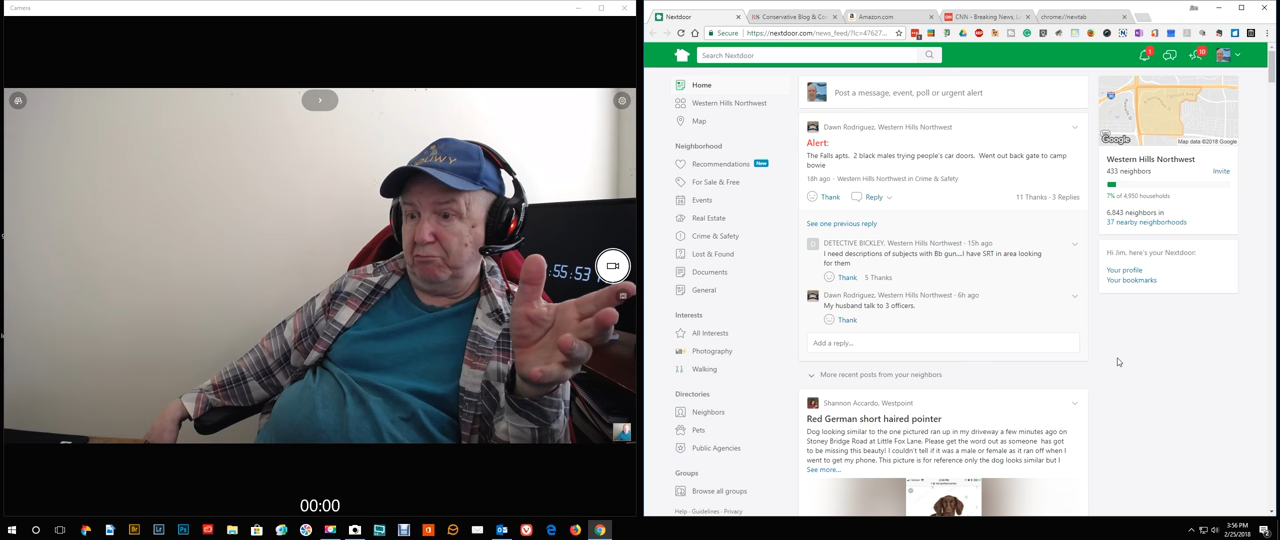 Camera
UWY
:55:53
00:00
Nextdoor
Conservative Blog & Co
Amazon.com
CNN - Breaking News, L
chrome://newtab
Secure
https://nextdoor.com/news_feed/?lc=47627...
Search Nextdoor
1
10
Home
Western Hills Northwest
Map
Neighborhood
Recommendations New
For Sale & Free
Events
Real Estate
Crime & Safety
Lost & Found
Documents
General
Interests
All Interests
Photography
Walking
Directories
Neighbors
Pets
Public Agencies
Groups
Browse all groups
Help · Guidelines · Privacy
Post a message, event, poll or urgent alert
Dawn Rodriguez, Western Hills Northwest
Alert:
The Falls apts. 2 black males trying people's car doors. Went out back gate to camp
bowie
18h ago · Western Hills Northwest in Crime & Safety
Thank Reply 11 Thanks · 3 Replies
See one previous reply
D DETECTIVE BICKLEY, Western Hills Northwest · 15h ago
I need descriptions of subjects with Bb gun....I have SRT in area looking
for them
Thank 5 Thanks
Dawn Rodriguez, Western Hills Northwest · 6h ago
My husband talk to 3 officers.
Thank
Add a reply...
More recent posts from your neighbors
Shannon Accardo, Westpoint
Red German short haired pointer
Dog looking similar to the one pictured ran up in my driveway a few minutes ago on
Stoney Bridge Road at Little Fox Lane. Please get the word out as someone has got
to be missing this beauty! I couldn't tell if it was a male or female as it ran off when I
went to get my phone. This picture is for reference only the dog looks similar but I
See more...
Google
Map data ©2018 Google
Western Hills Northwest
433 neighbors Invite
7% of 4,950 households
6,843 neighbors in
37 nearby neighborhoods
Hi Jim, here's your Nextdoor:
Your profile
Your bookmarks
Br
Lr
Ps
3:56 PM
2/25/2018